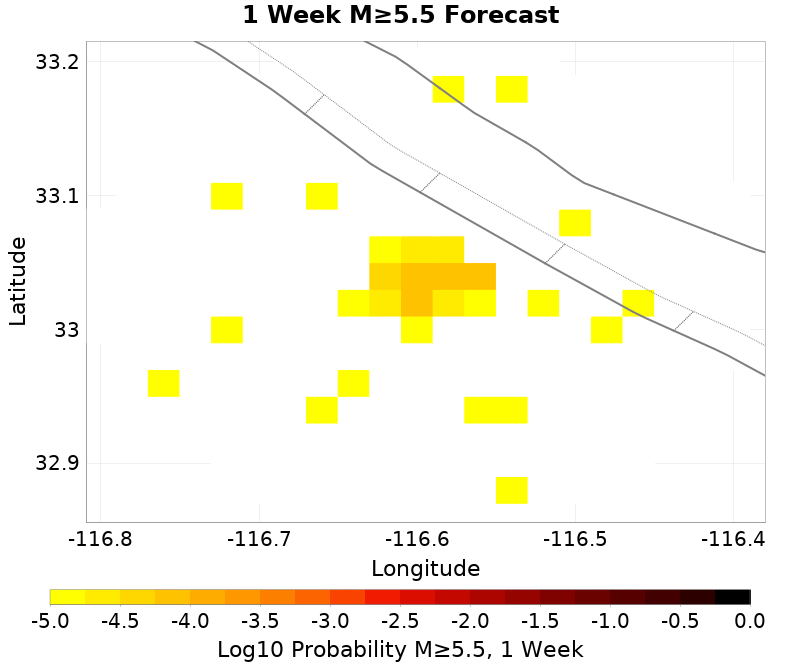 1 Week M≥5.5 Forecast
33.2
33.1
33
32.9
Latitude
-116.8 -116.7 -116.6 -116.5 -116.4
Longitude
-5.0 -4.5 -4.0 -3.5 -3.0 -2.5 -2.0 -1.5 -1.0 -0.5 0.0
Log10 Probability M≥5.5, 1 Week